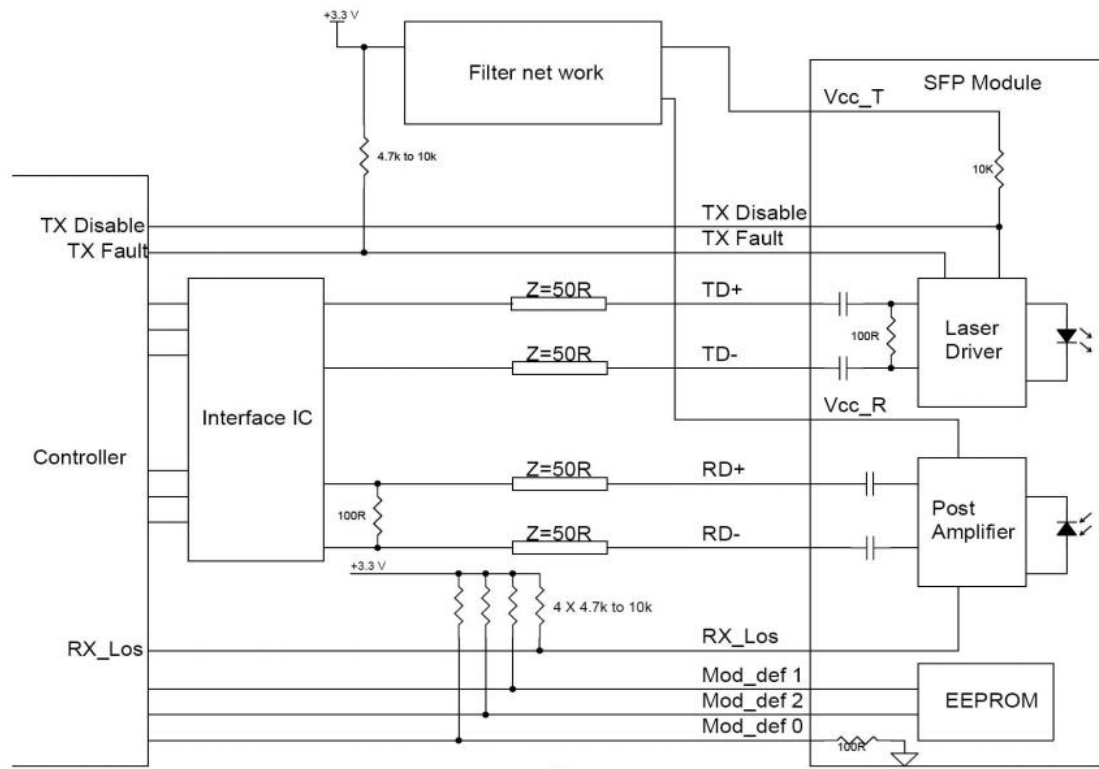 +3.3 V
Filter net work
SFP Module
Vcc_T
4.7k to 10k
10K
TX Disable
TX Disable
TX Fault
TX Fault
Z=50R
TD+
Laser
Driver
100R
Z=50R
TD-
Vcc_R
Interface IC
Controller
Z=50R
RD+
Post
Amplifier
100R
Z=50R
RD-
+3.3 V
4 X 4.7k to 10k
RX_Los
RX_Los
Mod_def 1
Mod_def 2
EEPROM
Mod_def 0
100R